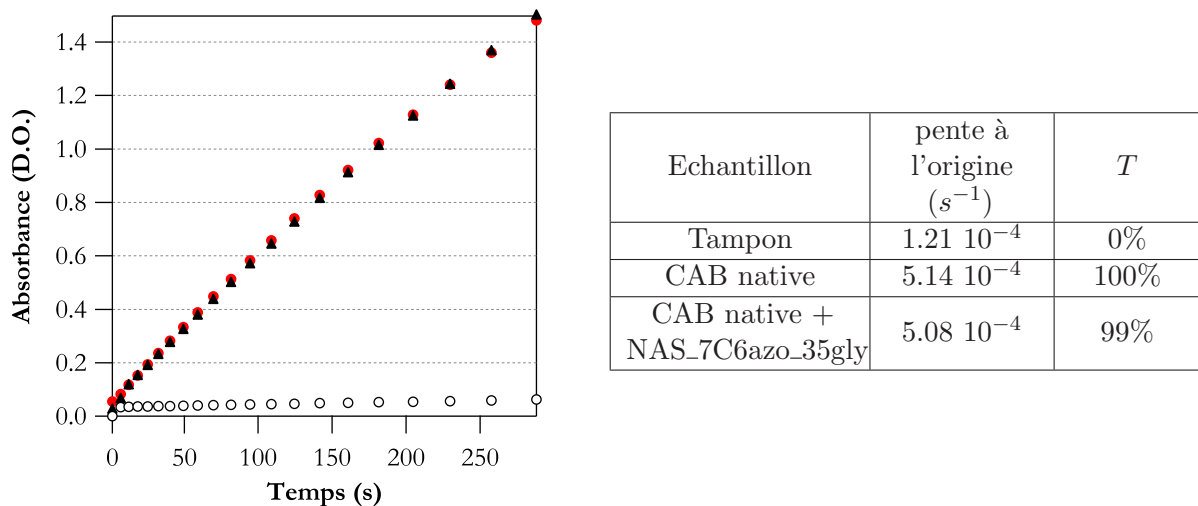 1.4
1.2
1.0
0.8
0.6
0.4
0.2
0.0
Absorbance (D.O.)
0 50 100 150 200 250
Temps (s)
Echantillon
pente à
l'origine
(s⁻¹)
T
Tampon 1.21 10⁻⁴ 0%
CAB native 5.14 10⁻⁴ 100%
CAB native +
NAS_7C6azo_35gly
5.08 10⁻⁴ 99%